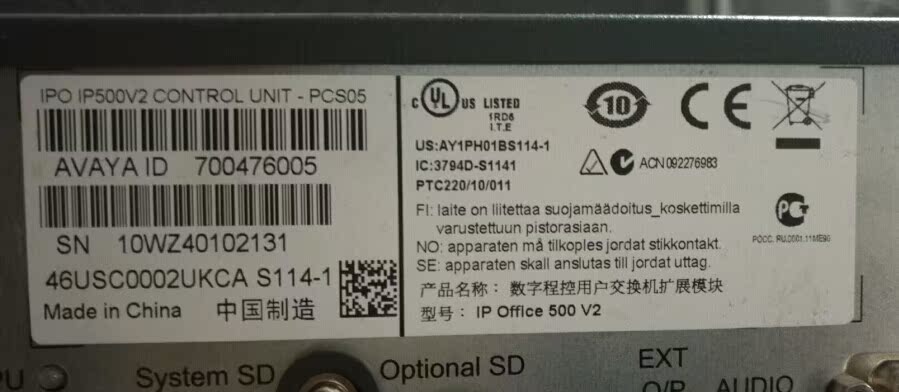 IPO IP500V2 CONTROL UNIT - PCS05
AVAYA ID 700476005
SN 10WZ40102131
46USC0002UKCA S114-1
Made in China 中国制造
c UL US LISTED
1RD6
I.T.E
10
CE
US:AY1PH01BS114-1
IC:3794D-S1141
PTC220/10/011
ACN 092276983
FI: laite on liitettaa suojamäädoitus_koskettimilla
varustettuun pistorasiaan.
NO: apparaten må tilkoples jordat stikkontakt.
SE: apparaten skall anslutas till jordat uttag.
产品名称： 数字程控用户交换机扩展模块
型号： IP Office 500 V2
System SD
Optional SD
EXT
O/P
AUDIO